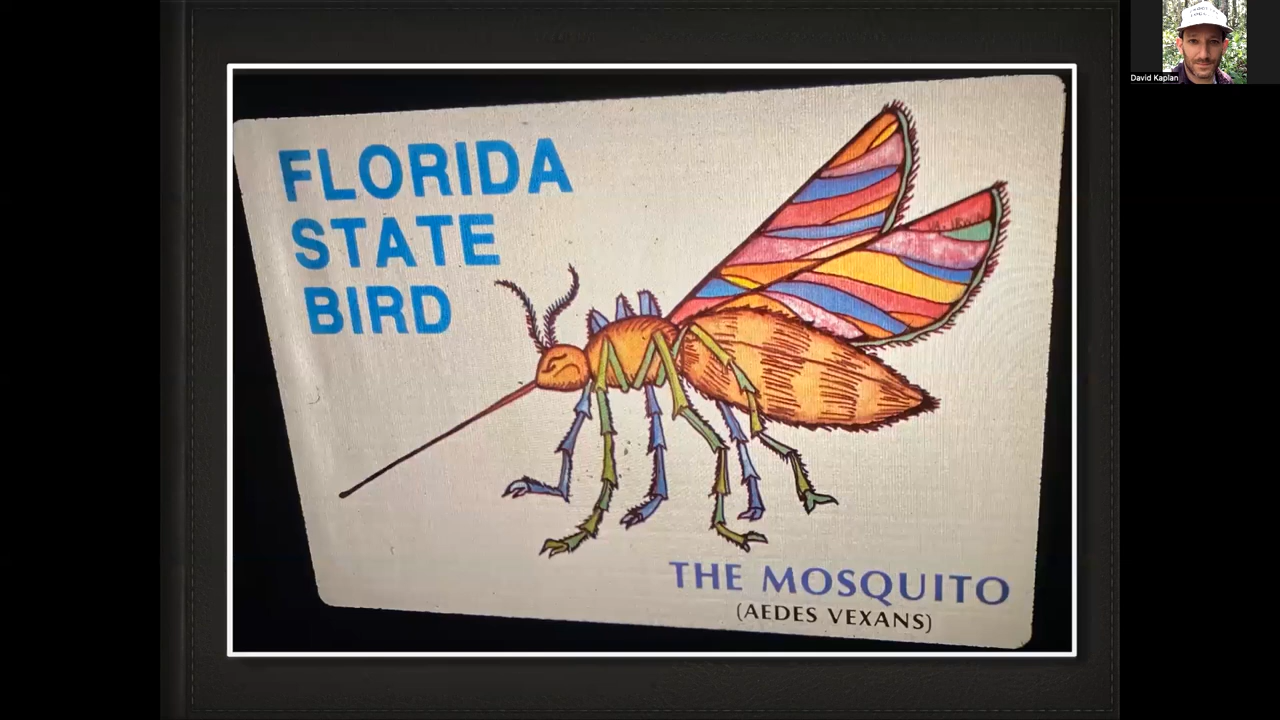 FLORIDA
STATE
BIRD
THE MOSQUITO
(AEDES VEXANS)
David Kaplan